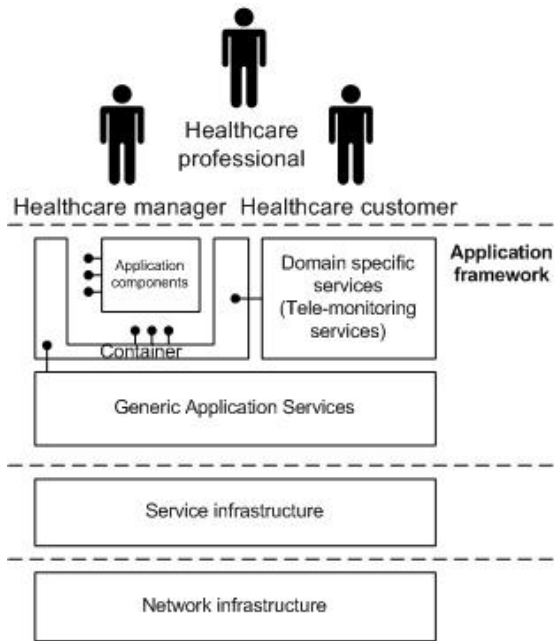 Healthcare
professional
Healthcare manager
Healthcare customer
Application
framework
Application
components
Container
Domain specific
services
(Tele-monitoring
services)
Generic Application Services
Service infrastructure
Network infrastructure